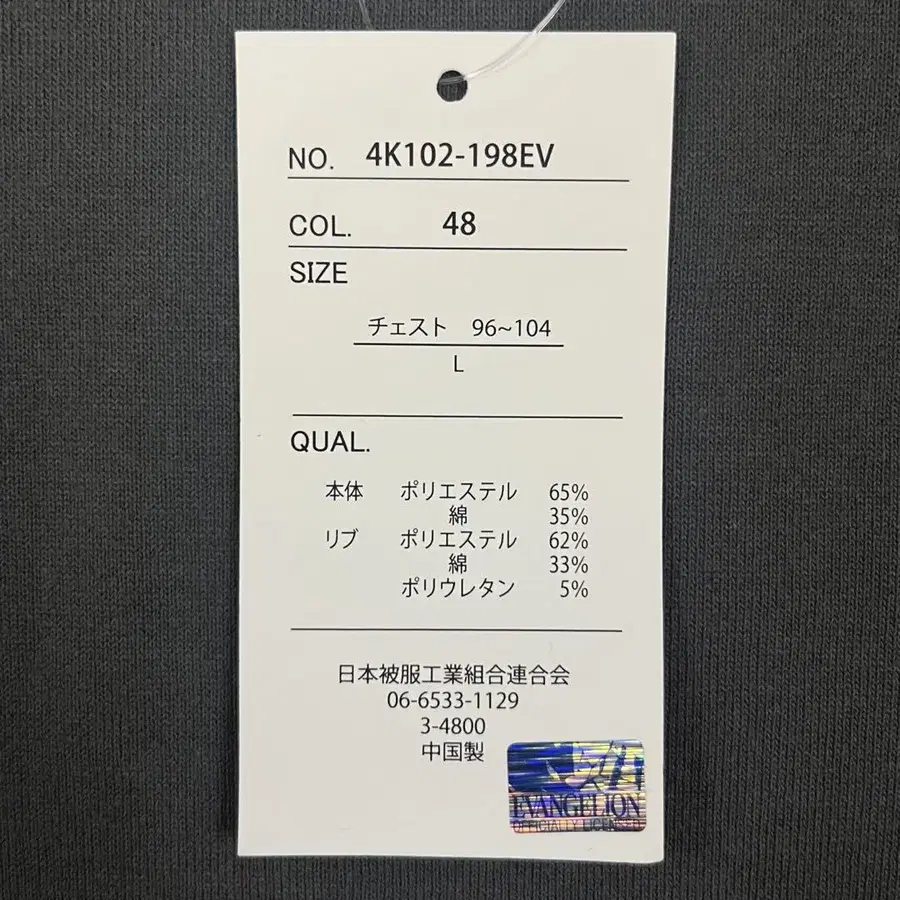 NO. 4K102-198EV
COL. 48
SIZE
チェスト 96~104
L
QUAL.
本体 ポリエステル 65%
綿 35%
リブ ポリエステル 62%
綿 33%
ポリウレタン 5%
日本被服工業組合連合会
06-6533-1129
3-4800
中国製
EVANGELION
OFFICIALLY LICENSED